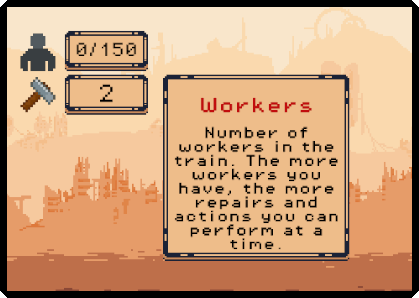 0/150
2
Workers
Number of
workers in the
train. The more
workers you
have, the more
repairs and
actions you can
perform at a
time.